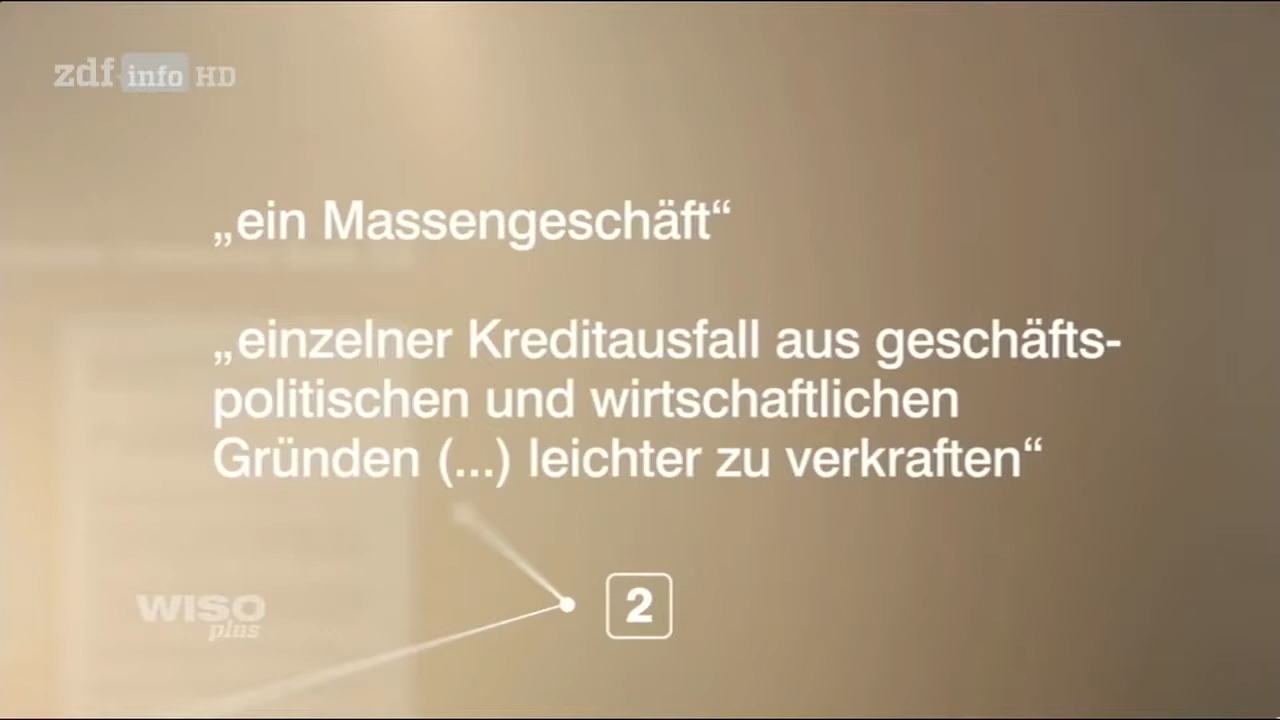 zdf info HD
„ein Massengeschäft“
„einzelner Kreditausfall aus geschäfts-
politischen und wirtschaftlichen
Gründen (...) leichter zu verkraften“
2
WISO
plus